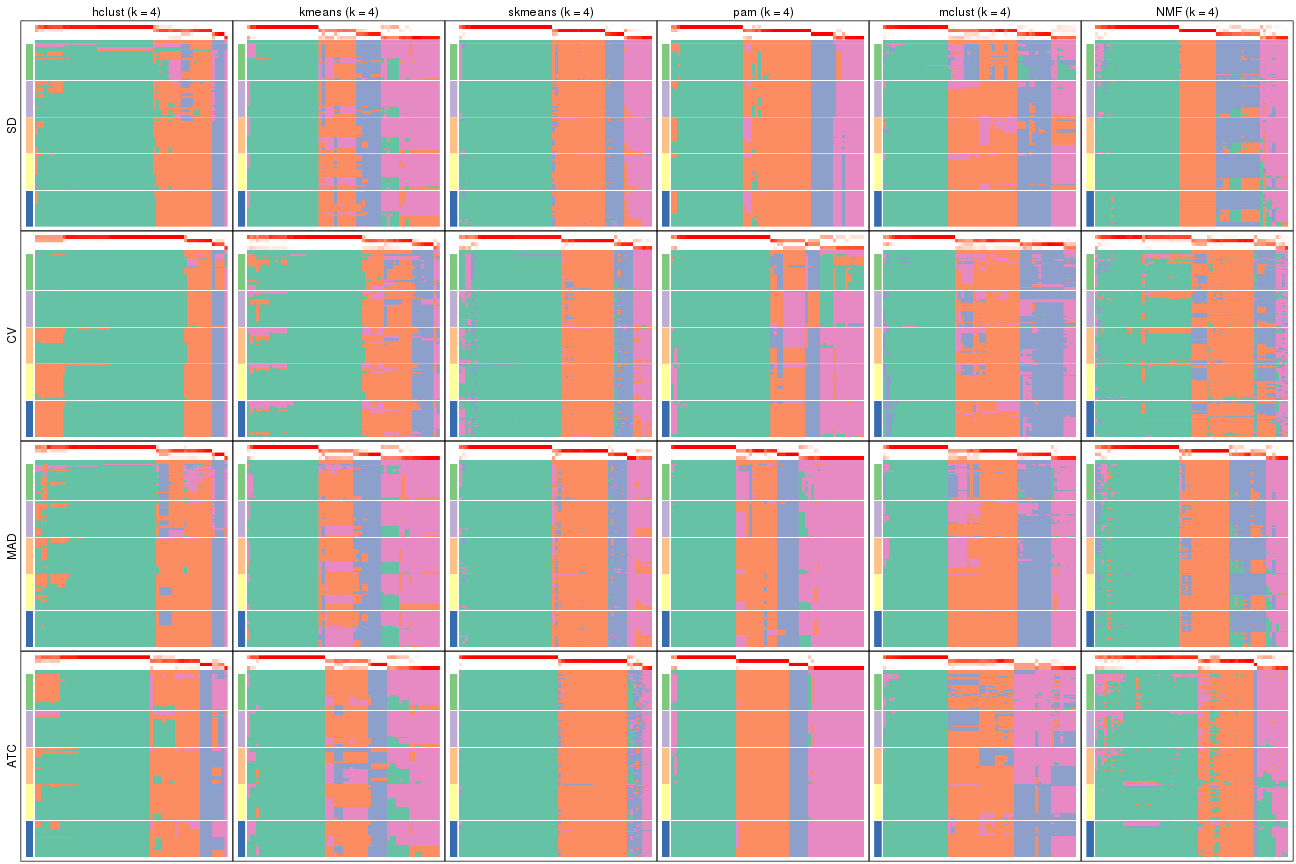 hclust (k = 4) kmeans (k = 4) skmeans (k = 4) pam (k = 4) mclust (k = 4) NMF (k = 4)
SD
CV
MAD
ATC